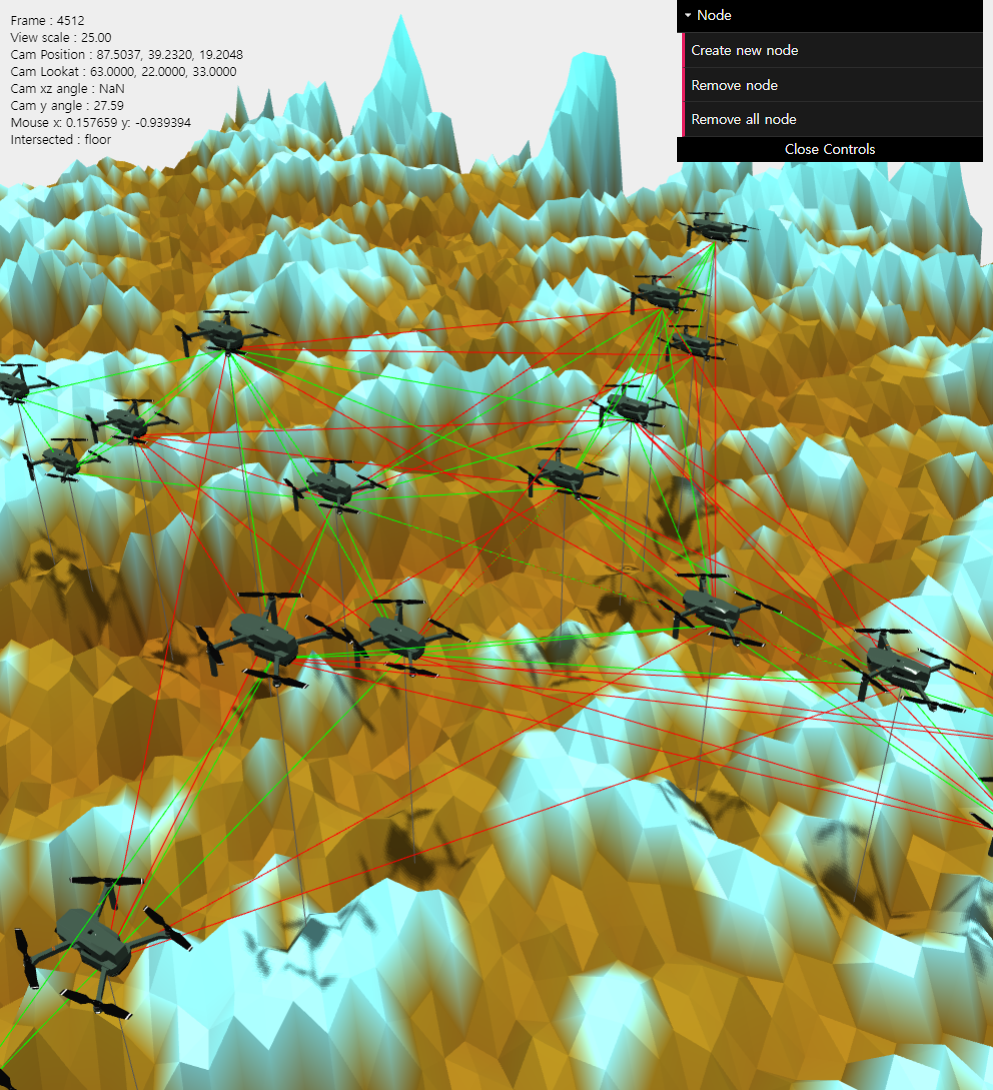 Frame : 4512
View scale : 25.00
Cam Position : 87.5037, 39.2320, 19.2048
Cam Lookat : 63.0000, 22.0000, 33.0000
Cam xz angle : NaN
Cam y angle : 27.59
Mouse x: 0.157659 y: -0.939394
Intersected : floor
Node
Create new node
Remove node
Remove all node
Close Controls